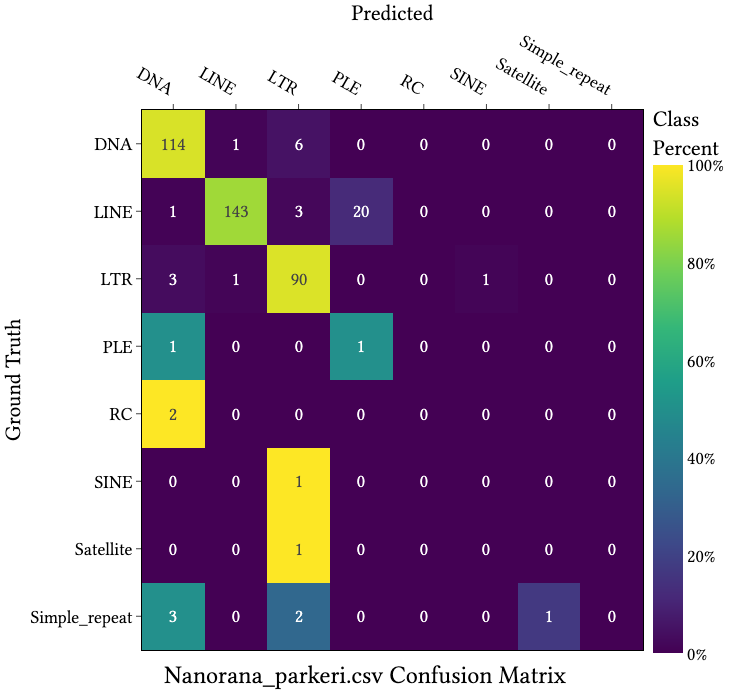 Predicted
DNA LINE LTR PLE RC SINE Satellite Simple_repeat
Class
Percent
DNA 114 1 6 0 0 0 0 0
LINE 1 143 3 20 0 0 0 0
LTR 3 1 90 0 0 1 0 0
PLE 1 0 0 1 0 0 0 0
RC 2 0 0 0 0 0 0 0
SINE 0 0 1 0 0 0 0 0
Satellite 0 0 1 0 0 0 0 0
Simple_repeat 3 0 2 0 0 0 1 0
Ground Truth
100%
80%
60%
40%
20%
0%
Nanorana_parkeri.csv Confusion Matrix